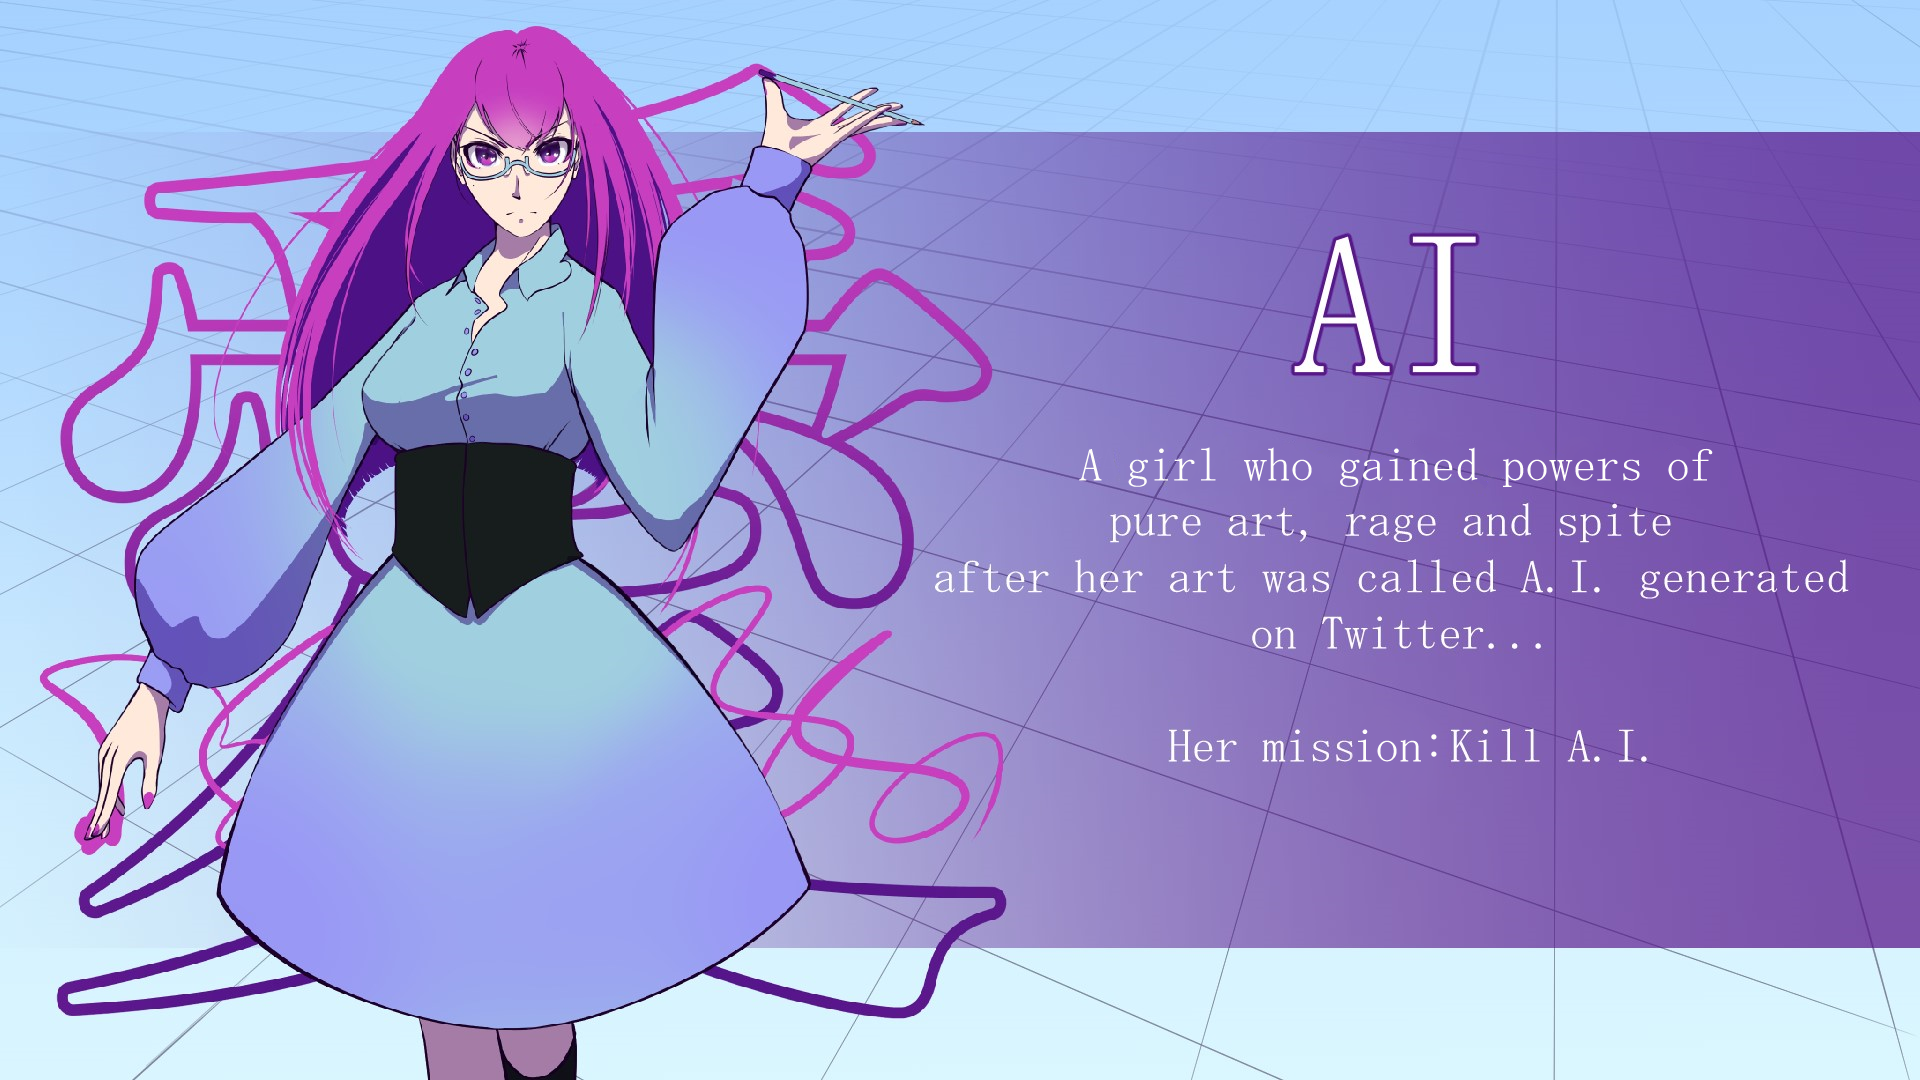 AI
A girl who gained powers of
pure art, rage and spite
after her art was called A.I. generated
on Twitter...
Her mission:Kill A.I.